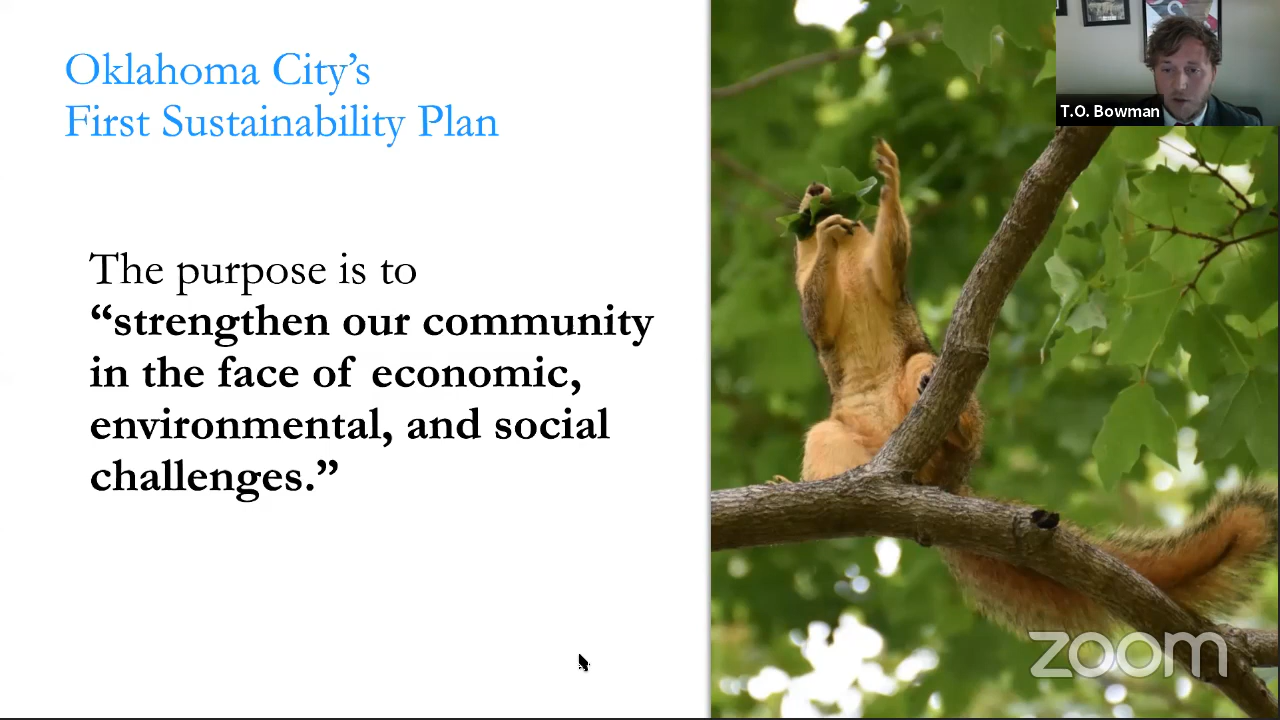 Oklahoma City’s
First Sustainability Plan
The purpose is to
“strengthen our community
in the face of economic,
environmental, and social
challenges.”
T.O. Bowman
zoom